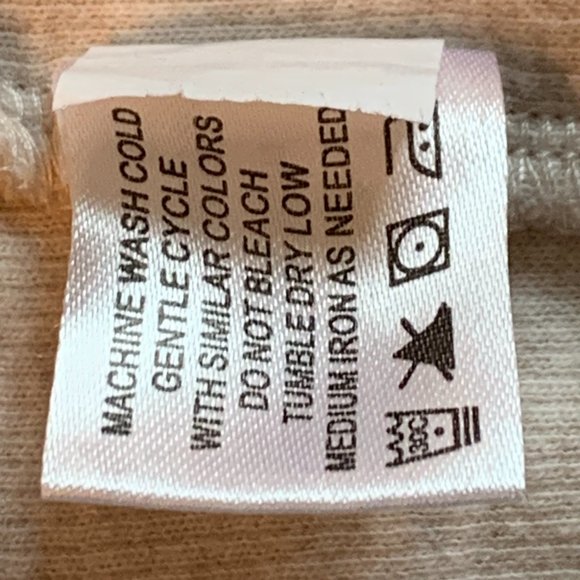 MACHINE WASH COLD
GENTLE CYCLE
WITH SIMILAR COLORS
DO NOT BLEACH
TUMBLE DRY LOW
MEDIUM IRON AS NEEDED
30C